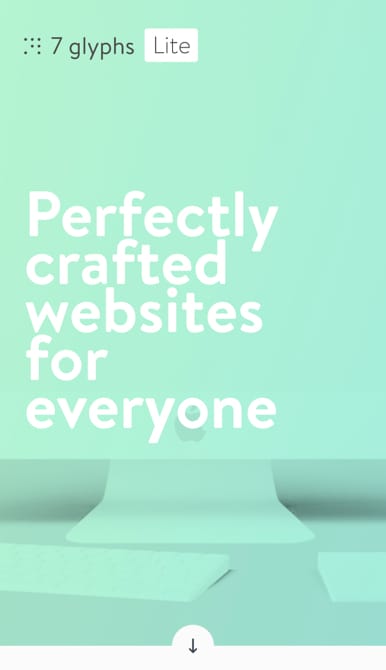 7 glyphs Lite
Perfectly
crafted
websites
for
everyone